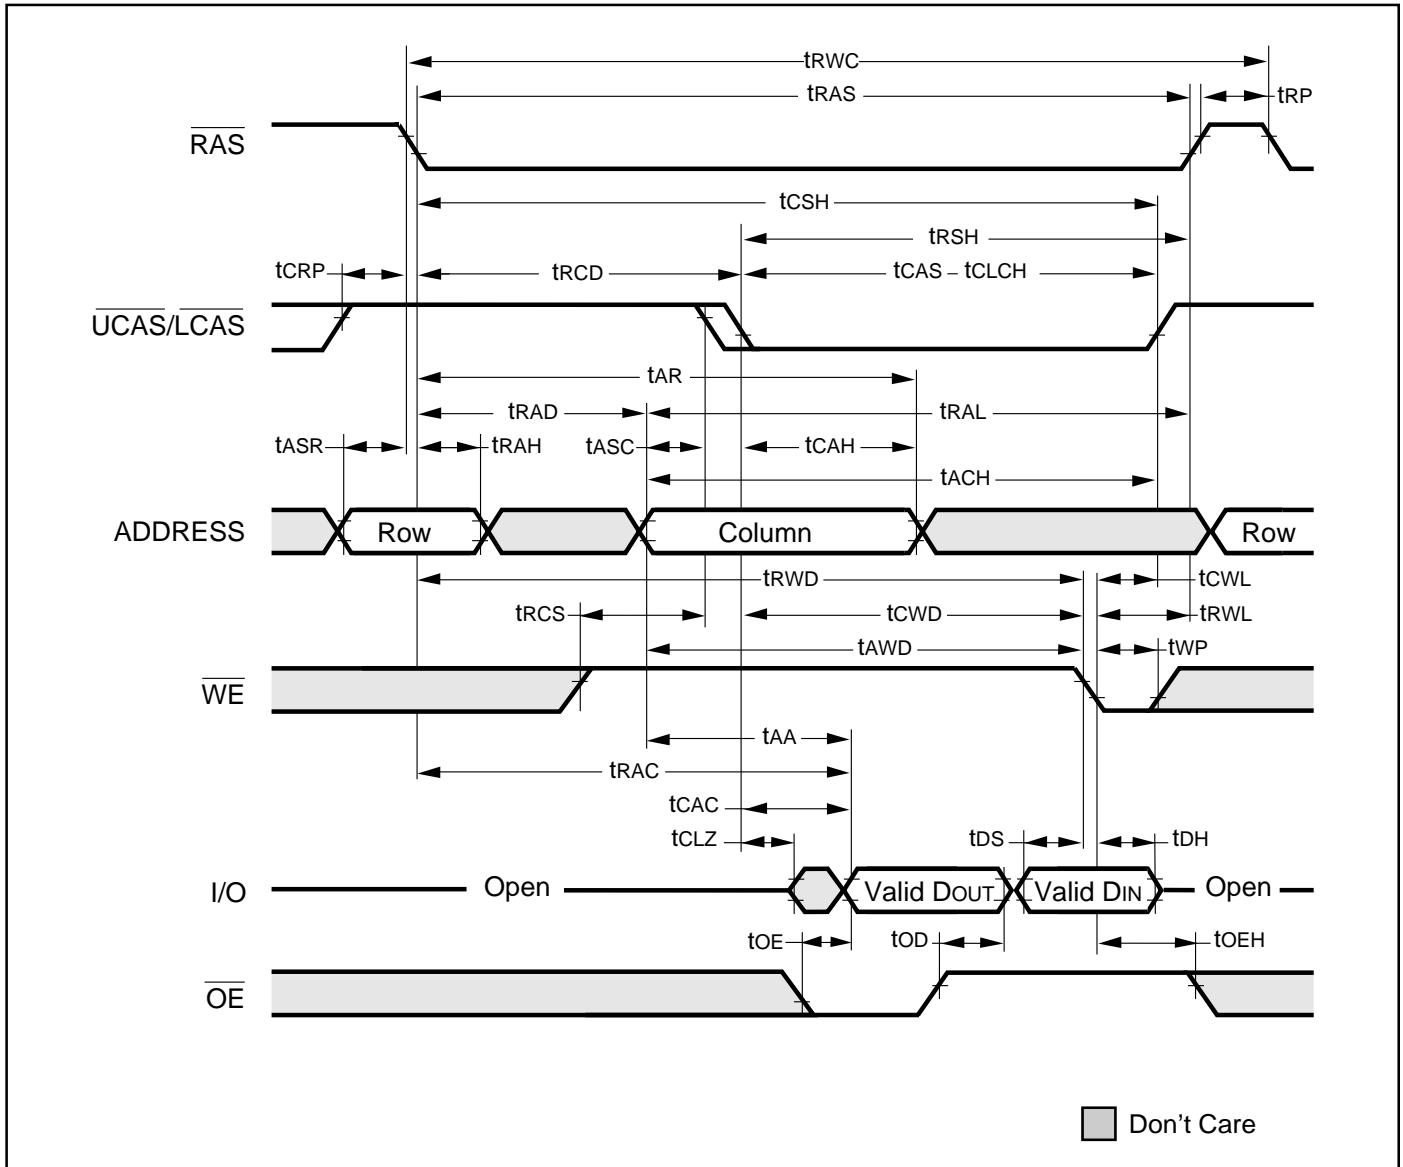 tRWC
tRAS
tRP
RAS
tCSH
tRSH
tCRP
tRCD
tCAS – tCLCH
UCAS/LCAS
tAR
tRAD
tRAL
tASR
tRAH
tASC
tCAH
tACH
ADDRESS
Row
Column
Row
tRWD
tCWL
tRCS
tCWD
tRWL
tAWD
tWP
WE
tAA
tRAC
tCAC
tCLZ
tDS
tDH
I/O
Open
Valid DOUT
Valid DIN
Open
tOE
tOD
tOEH
OE
Don't Care